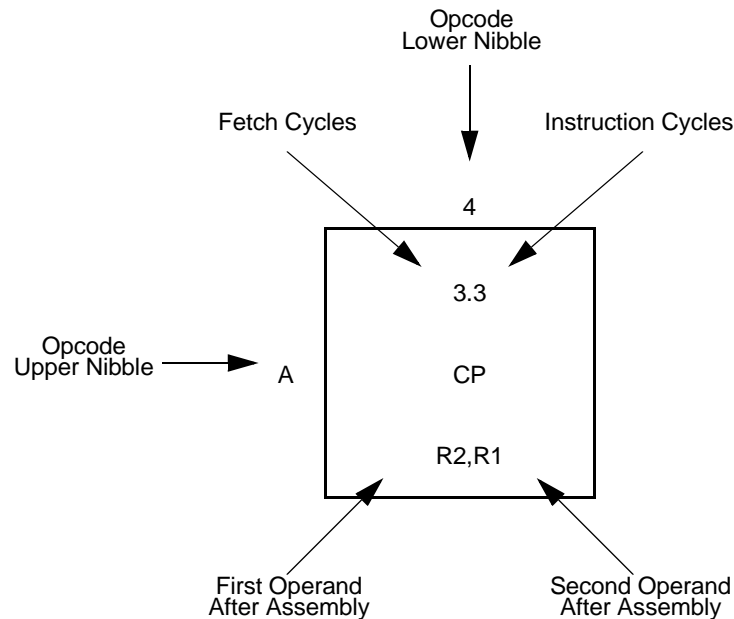 Opcode
Lower Nibble
Fetch Cycles
Instruction Cycles
4
3.3
Opcode
Upper Nibble
A
CP
R2,R1
First Operand
After Assembly
Second Operand
After Assembly